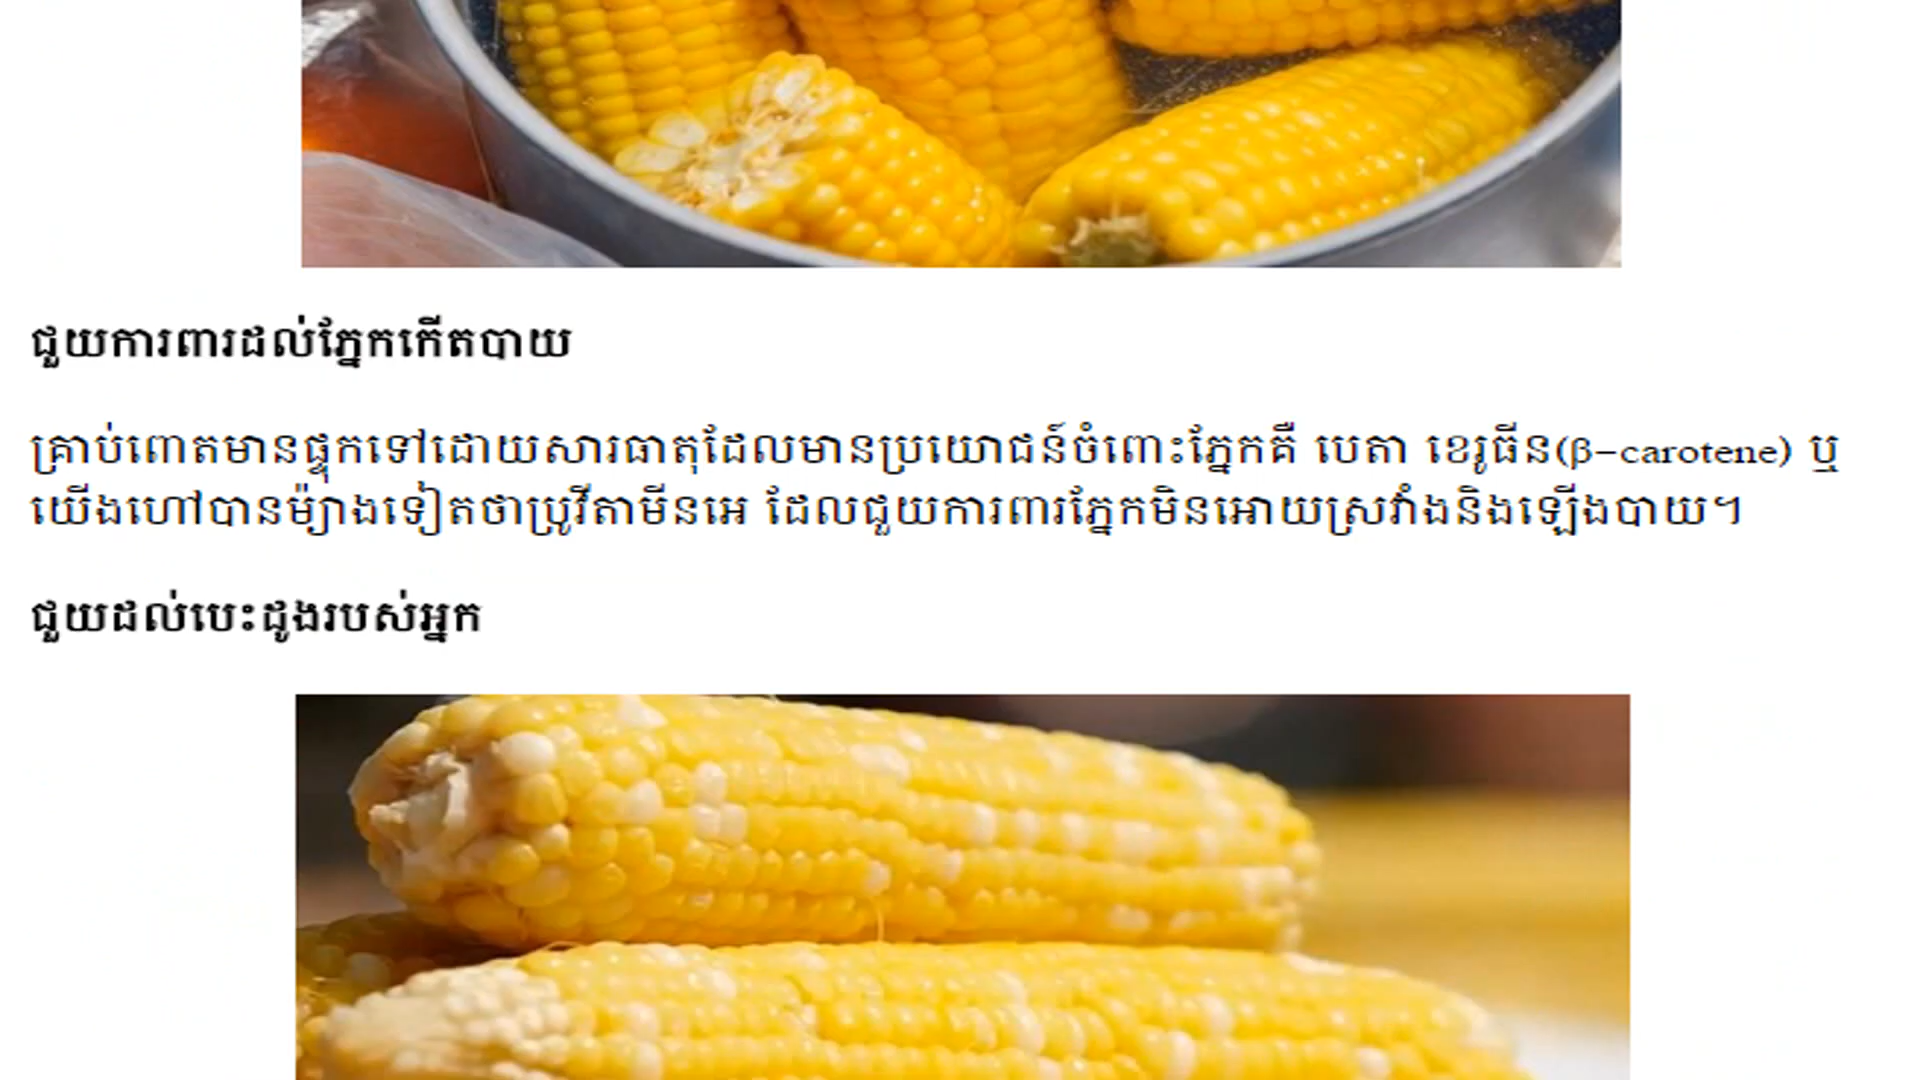 ជួយការពារដល់ភ្នែកកើតបាយ
គ្រាប់ពោតមានផ្ទុកទៅដោយសារធាតុដែលមានប្រយោជន៍ចំពោះភ្នែកគឺ បេតា ខេរូធីន(β–carotene) ឬ
យើងហៅបានម៉្យាងទៀតថាប្រូវីតាមីនអេ ដែលជួយការពារភ្នែកមិនអោយស្រវាំងនិងឡើងបាយ។
ជួយដល់បេះដូងរបស់អ្នក